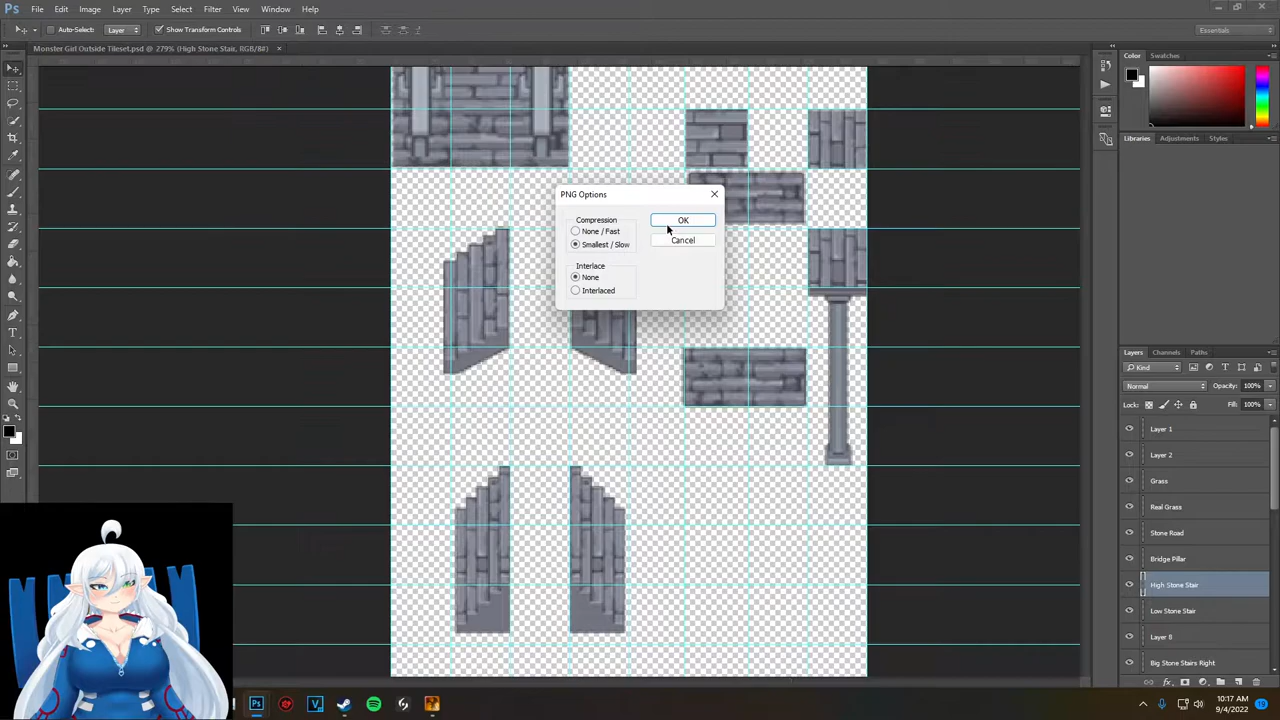 Ps File Edit Image Layer Type Select Filter View Window Help
Auto-Select: Layer Show Transform Controls Essentials
Monster Girl Outside Tileset.psd @ 279% (High Stone Stair, RGB/8#) ×
Color Swatches
Libraries Adjustments Styles
PNG Options
Compression
None / Fast
Smallest / Slow
Interlace
None
Interlaced
OK
Cancel
Layers Channels Paths
Kind
Normal Opacity: 100%
Lock: Fill: 100%
Layer 1
Layer 2
Grass
Real Grass
Stone Road
Bridge Pillar
High Stone Stair
Low Stone Stair
Layer 8
Big Stone Stairs Right
fx
Ps V
10:17 AM
9/4/2022
19